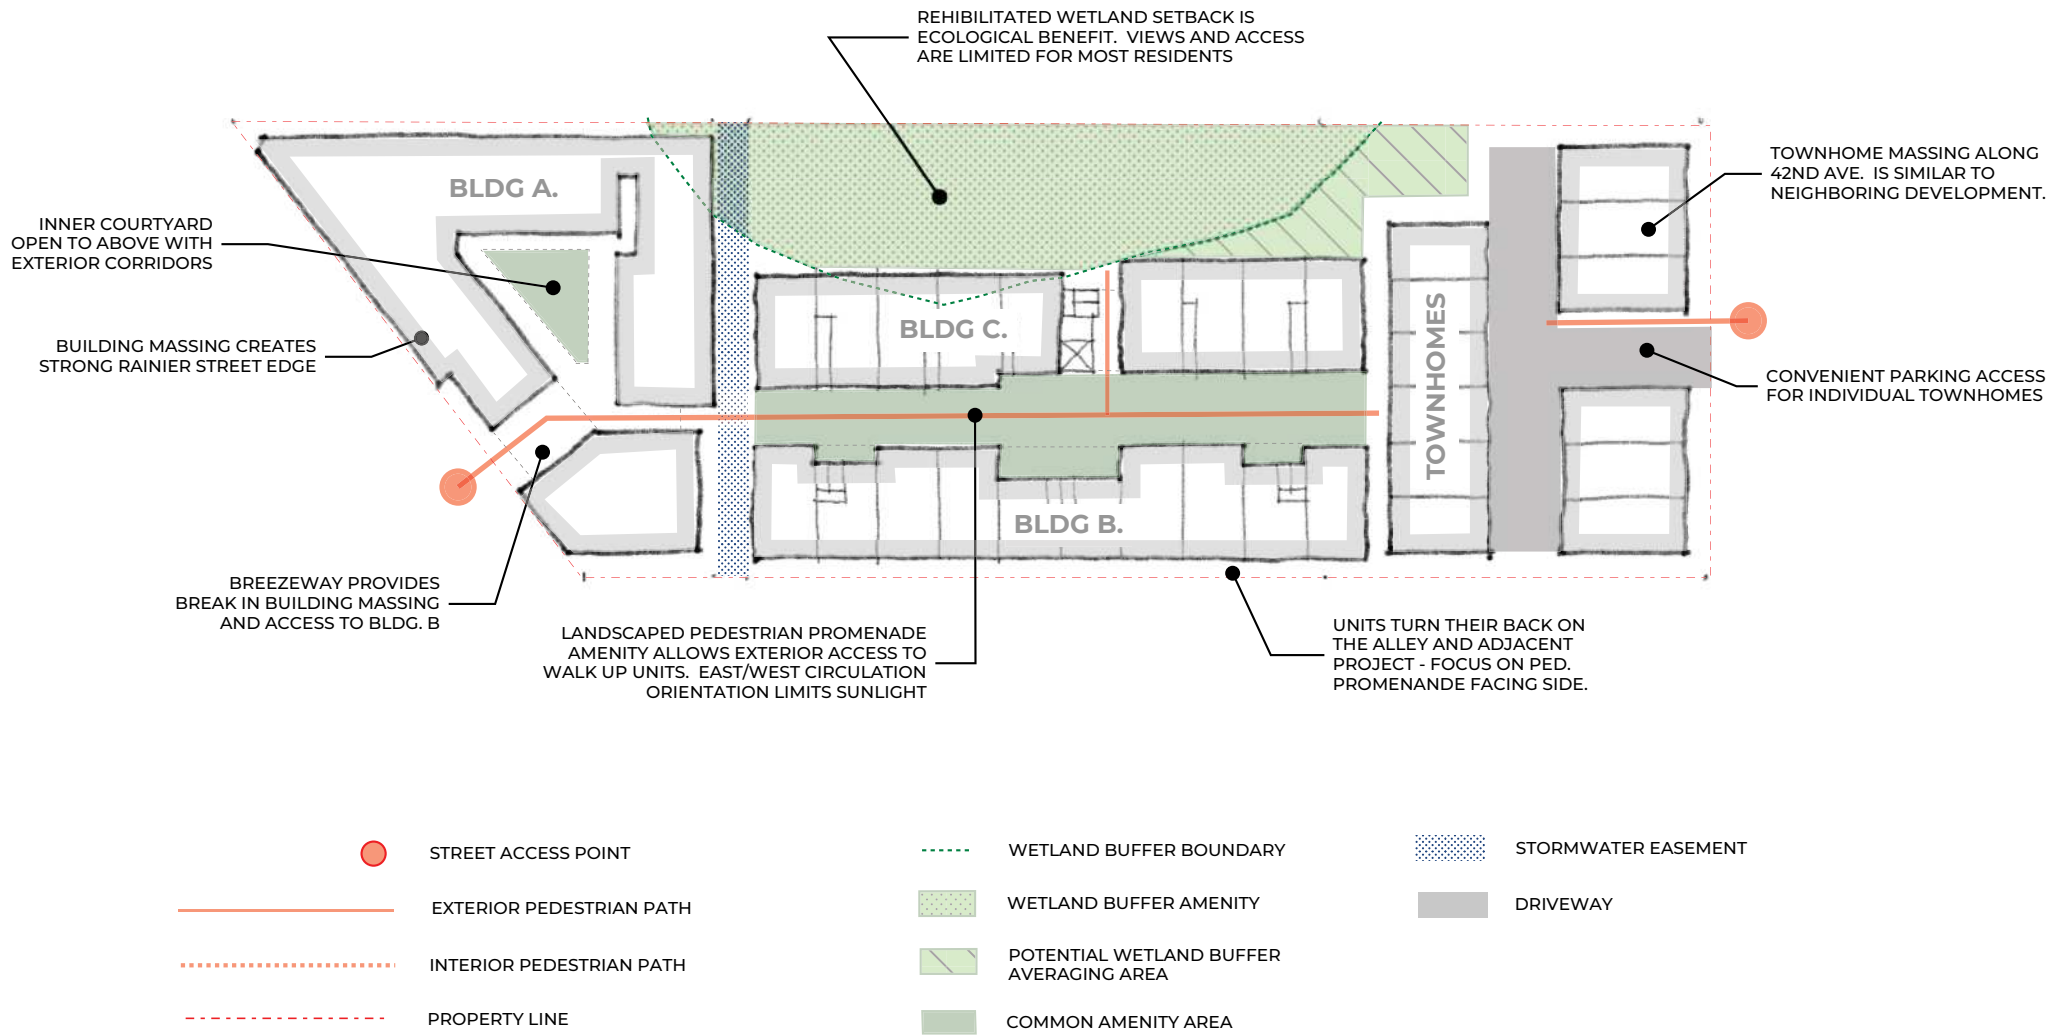 REHIBILITATED WETLAND SETBACK IS
ECOLOGICAL BENEFIT.  VIEWS AND ACCESS
ARE LIMITED FOR MOST RESIDENTS
TOWNHOME MASSING ALONG
42ND AVE.  IS SIMILAR TO
NEIGHBORING DEVELOPMENT.
BLDG A.
INNER COURTYARD
OPEN TO ABOVE WITH
EXTERIOR CORRIDORS
BUILDING MASSING CREATES
STRONG RAINIER STREET EDGE
BLDG C.
TOWNHOMES
CONVENIENT PARKING ACCESS
FOR INDIVIDUAL TOWNHOMES
BLDG B.
BREEZEWAY PROVIDES
BREAK IN BUILDING MASSING
AND ACCESS TO BLDG. B
LANDSCAPED PEDESTRIAN PROMENADE
AMENITY ALLOWS EXTERIOR ACCESS TO
WALK UP UNITS.  EAST/WEST CIRCULATION
ORIENTATION LIMITS SUNLIGHT
UNITS TURN THEIR BACK ON
THE ALLEY AND ADJACENT
PROJECT - FOCUS ON PED.
PROMENANDE FACING SIDE.
STREET ACCESS POINT
EXTERIOR PEDESTRIAN PATH
INTERIOR PEDESTRIAN PATH
PROPERTY LINE
WETLAND BUFFER BOUNDARY
WETLAND BUFFER AMENITY
POTENTIAL WETLAND BUFFER
AVERAGING AREA
COMMON AMENITY AREA
STORMWATER EASEMENT
DRIVEWAY